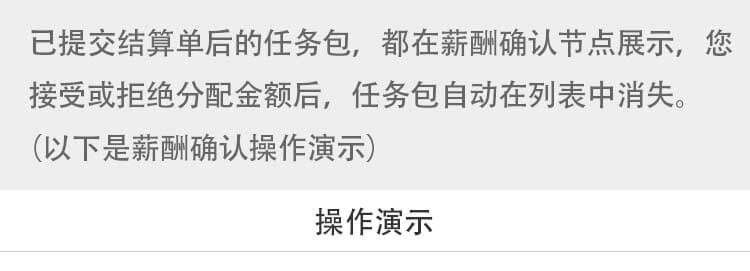 已提交结算单后的任务包，都在薪酬确认节点展示，您
接受或拒绝分配金额后，任务包自动在列表中消失。
(以下是薪酬确认操作演示)
操作演示